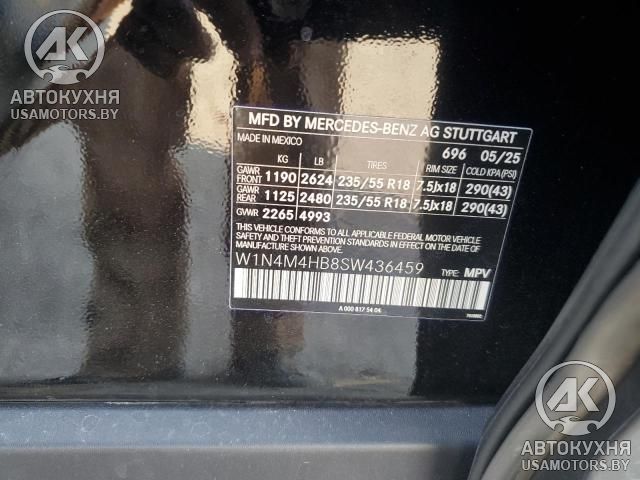 AK
АВТОКУХНЯ
USAMOTORS.BY
MFD BY MERCEDES-BENZ AG STUTTGART
MADE IN MEXICO 696 05/25
KG LB TIRES RIM SIZE COLD KPA(PSI)
GAWR FRONT 1190 2624 235/55 R18 7.5Jx18 290(43)
GAWR REAR 1125 2480 235/55 R18 7.5Jx18 290(43)
GVWR 2265 4993
THIS VEHICLE CONFORMS TO ALL APPLICABLE FEDERAL MOTOR VEHICLE
SAFETY, BUMPER, AND THEFT PREVENTION STANDARDS IN EFFECT ON THE
DATE OF MANUFACTURE SHOWN ABOVE.
W1N4M4HB8SW436459 TYPE: MPV
A 000 817 54 04
AK
АВТОКУХНЯ
USAMOTORS.BY